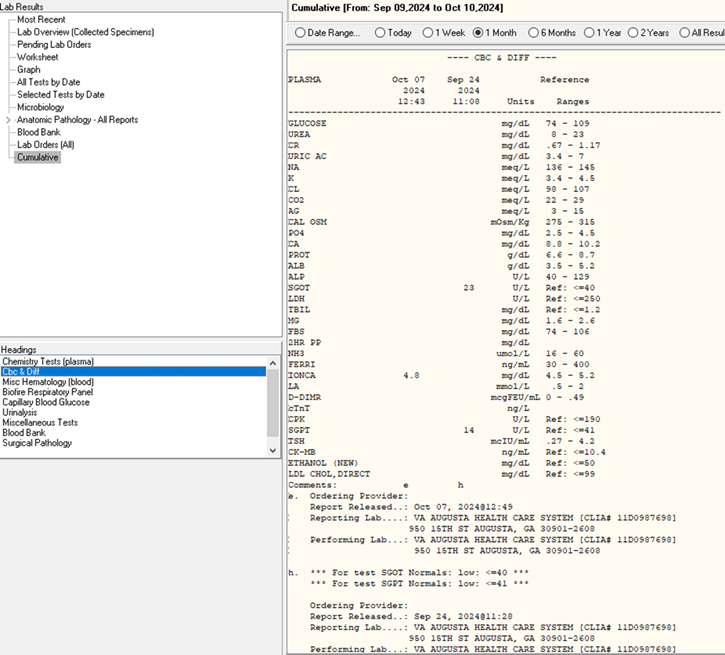 Lab Results
Most Recent
Lab Overview (Collected Specimens)
Pending Lab Orders
Worksheet
Graph
All Tests by Date
Selected Tests by Date
Microbiology
Anatomic Pathology - All Reports
Blood Bank
Lab Orders (All)
Cumulative
Headings
Chemistry Tests (plasma)
Cbc & Diff
Misc Hematology (blood)
Biofire Respiratory Panel
Capillary Blood Glucose
Urinalysis
Miscellaneous Tests
Blood Bank
Surgical Pathology
Cumulative [From: Sep 09,2024 to Oct 10,2024]
Date Range... Today 1 Week 1 Month 6 Months 1 Year 2 Years All Resul
---- CBC & DIFF ----
PLASMA Oct 07 Sep 24 Reference
2024 2024
12:43 11:08 Units Ranges
GLUCOSE mg/dL 74 - 109
UREA mg/dL 8 - 23
CR mg/dL .67 - 1.17
URIC AC mg/dL 3.4 - 7
NA meq/L 136 - 145
K meq/L 3.4 - 4.5
CL meq/L 98 - 107
CO2 meq/L 22 - 29
AG meq/L 3 - 15
CAL OSM mOsm/Kg 275 - 315
PO4 mg/dL 2.5 - 4.5
CA mg/dL 8.8 - 10.2
PROT g/dL 6.6 - 8.7
ALB g/dL 3.5 - 5.2
ALP U/L 40 - 129
SGOT 23 U/L Ref: <=40
LDH U/L Ref: <=250
TBIL mg/dL Ref: <=1.2
MG mg/dL 1.6 - 2.6
FBS mg/dL 74 - 106
2HR PP mg/dL
NH3 umol/L 16 - 60
FERRI ng/mL 30 - 400
IONCA 4.8 mg/dL 4.5 - 5.2
LA mmol/L .5 - 2
D-DIMR mcgFEU/mL 0 - .49
cTnT ng/L
CPK U/L Ref: <=190
SGPT 14 U/L Ref: <=41
TSH mcIU/mL .27 - 4.2
CK-MB ng/mL Ref: <=10.4
ETHANOL (NEW) mg/dL Ref: <=50
LDL CHOL,DIRECT mg/dL Ref: <=99
Comments: e h
e. Ordering Provider:
Report Released..: Oct 07, 2024@12:49
Reporting Lab....: VA AUGUSTA HEALTH CARE SYSTEM [CLIA# 11D0987698]
950 15TH ST AUGUSTA, GA 30901-2608
Performing Lab...: VA AUGUSTA HEALTH CARE SYSTEM [CLIA# 11D0987698]
950 15TH ST AUGUSTA, GA 30901-2608
h. *** For test SGOT Normals: low: <=40 ***
*** For test SGPT Normals: low: <=41 ***
Ordering Provider:
Report Released..: Sep 24, 2024@11:28
Reporting Lab....: VA AUGUSTA HEALTH CARE SYSTEM [CLIA# 11D0987698]
950 15TH ST AUGUSTA, GA 30901-2608
Performing Lab...: VA AUGUSTA HEALTH CARE SYSTEM [CLIA# 11D0987698]